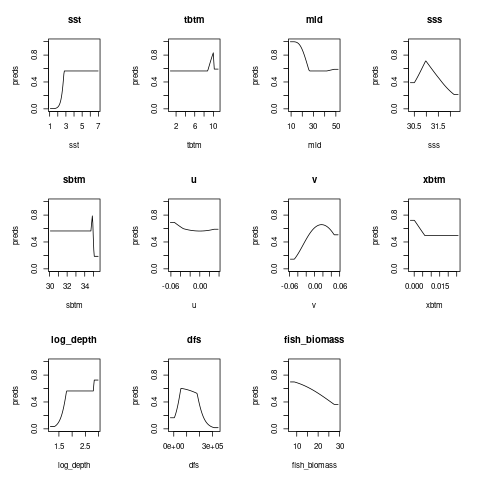 sst
preds
0.0 0.4 0.8
1 3 5 7
sst
tbtm
preds
0.0 0.4 0.8
2 6 10
tbtm
mld
preds
0.0 0.4 0.8
10 30 50
mld
sss
preds
0.0 0.4 0.8
30.5 31.5
sss
sbtm
preds
0.0 0.4 0.8
30 32 34
sbtm
u
preds
0.0 0.4 0.8
-0.06 0.00
u
v
preds
0.0 0.4 0.8
-0.06 0.00 0.06
v
xbtm
preds
0.0 0.4 0.8
0.000 0.015
xbtm
log_depth
preds
0.0 0.4 0.8
1.5 2.5
log_depth
dfs
preds
0.0 0.4 0.8
0e+00 3e+05
dfs
fish_biomass
preds
0.0 0.4 0.8
10 20 30
fish_biomass